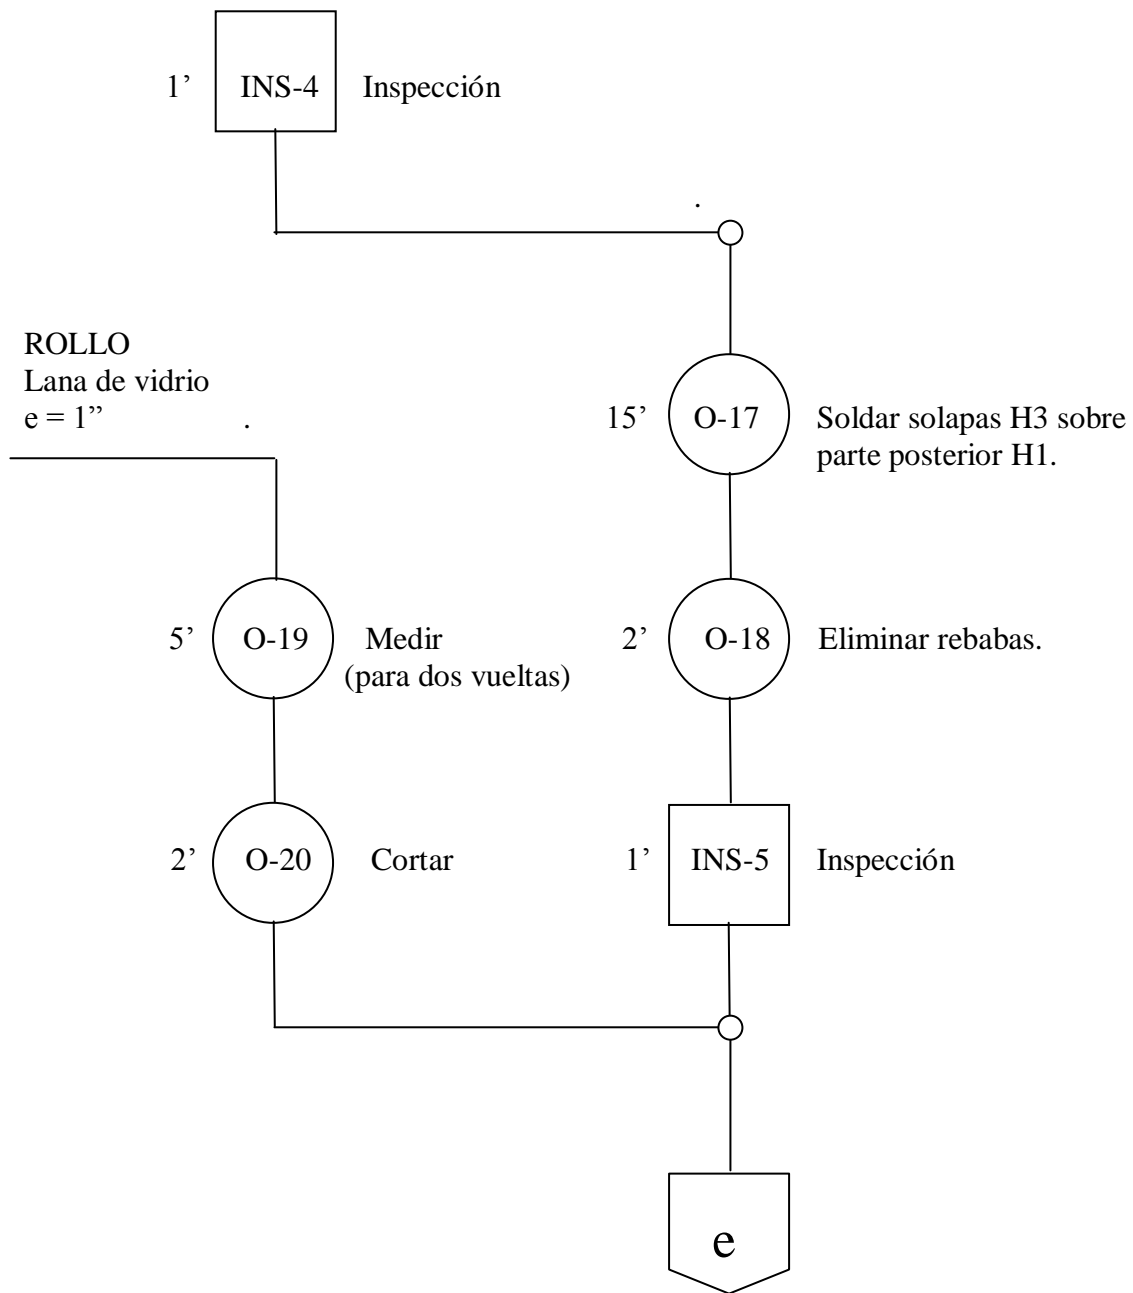 1’ INS-4 Inspección
.
ROLLO
Lana de vidrio
e = 1” .
15’ O-17 Soldar solapas H3 sobre
parte posterior H1.
5’ O-19 Medir
(para dos vueltas)
2’ O-18 Eliminar rebabas.
2’ O-20 Cortar
1’ INS-5 Inspección
e